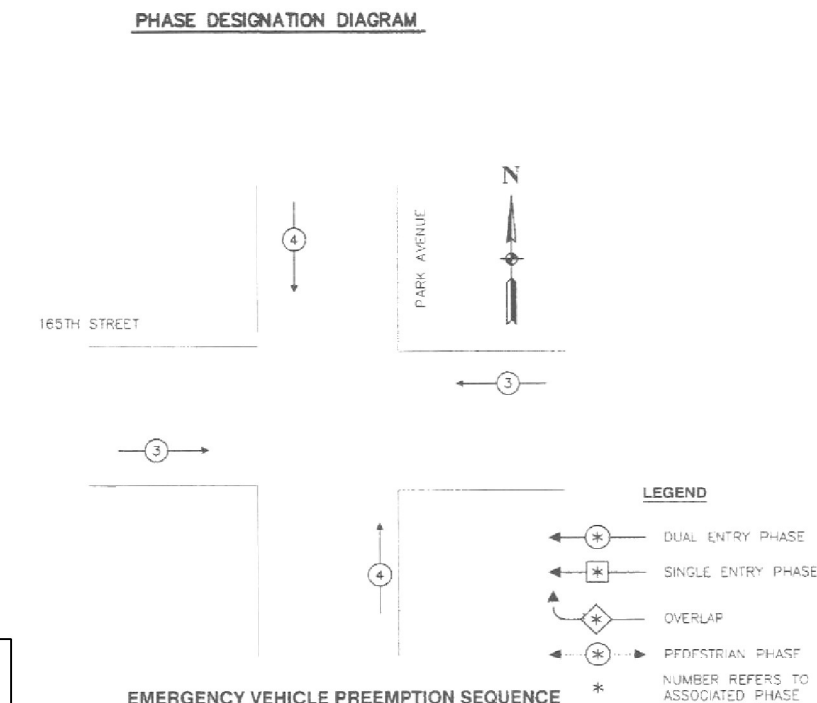 PHASE DESIGNATION DIAGRAM
N
4
PARK AVENUE
165TH STREET
3
3
4
LEGEND
* DUAL ENTRY PHASE
* SINGLE ENTRY PHASE
* OVERLAP
* PEDESTRIAN PHASE
* NUMBER REFERS TO
ASSOCIATED PHASE
EMERGENCY VEHICLE PREEMPTION SEQUENCE